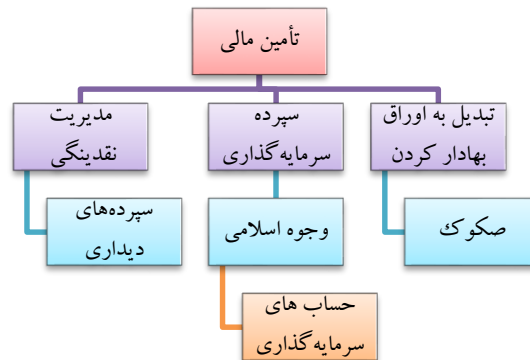 تأمین مالی
تبدیل به اوراق
بهادار کردن
سپرده
سرمایه‌گذاری
مدیریت
نقدینگی
صکوک
وجوه اسلامی
سپرده‌های
دیداری
حساب های
سرمایه‌گذاری